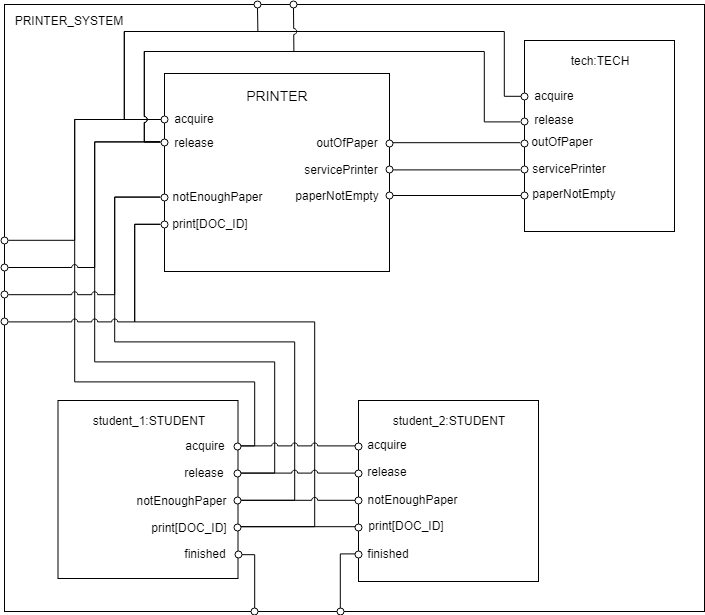 PRINTER_SYSTEM
tech:TECH
PRINTER
acquire
release
outOfPaper
servicePrinter
paperNotEmpty
acquire
release
notEnoughPaper
print[DOC_ID]
outOfPaper
servicePrinter
paperNotEmpty
student_1:STUDENT
acquire
release
notEnoughPaper
print[DOC_ID]
finished
student_2:STUDENT
acquire
release
notEnoughPaper
print[DOC_ID]
finished